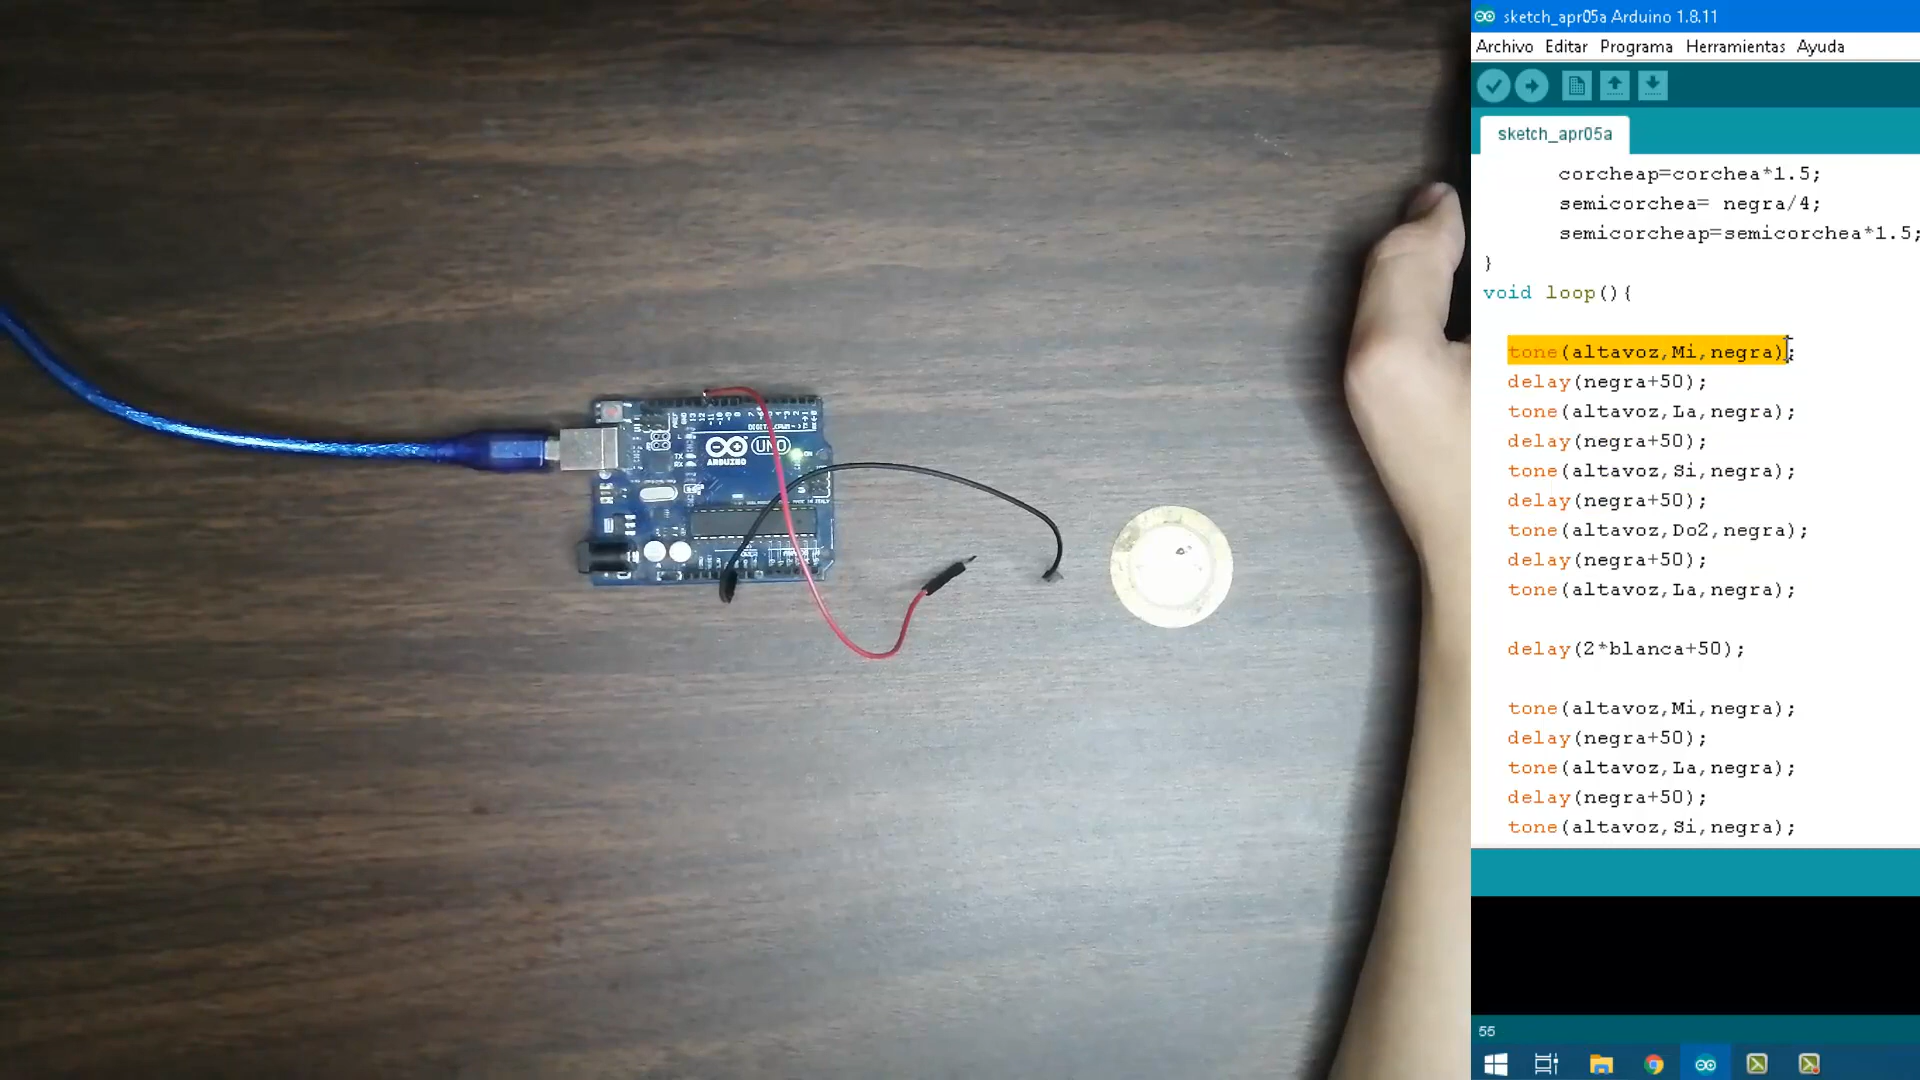 sketch_apr05a Arduino 1.8.11
Archivo Editar Programa Herramientas Ayuda
sketch_apr05a
corcheap=corchea*1.5;
semicorchea= negra/4;
semicorcheap=semicorchea*1.5;
}
void loop(){
tone(altavoz,Mi,negra);
delay(negra+50);
tone(altavoz,La,negra);
delay(negra+50);
tone(altavoz,Si,negra);
delay(negra+50);
tone(altavoz,Do2,negra);
delay(negra+50);
tone(altavoz,La,negra);
delay(2*blanca+50);
tone(altavoz,Mi,negra);
delay(negra+50);
tone(altavoz,La,negra);
delay(negra+50);
tone(altavoz,Si,negra);
55
UNO
ARDUINO
TX
RX
ON
L